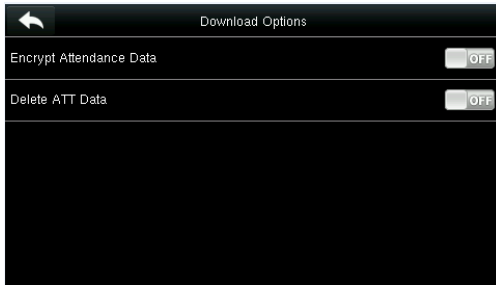 Download Options
Encrypt Attendance Data
OFF
Delete ATT Data
OFF